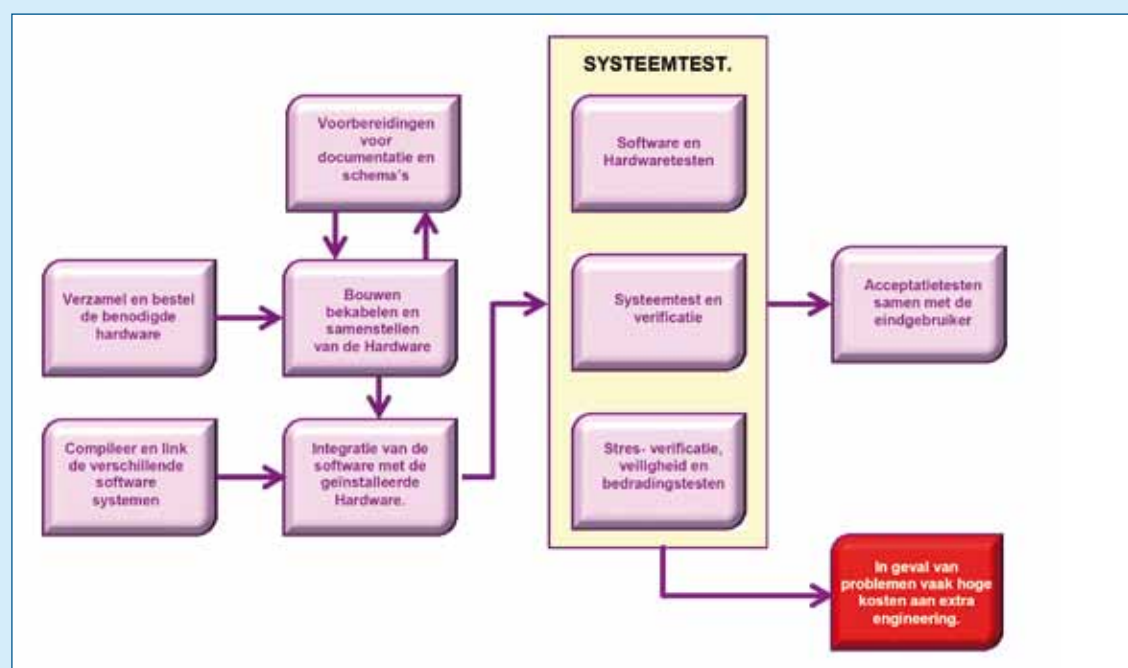 SYSTEEMTEST.
Voorbereidingen
voor
documentatie en
schema's
Software en
Hardwaretesten
Verzamel en bestel
de benodigde
hardware
Bouwen
bekabelen en
samenstellen
van de Hardware
Systeemtest en
verificatie
Acceptatietesten
samen met de
eindgebruiker
Compileer en link
de verschillende
software
systemen
Integratie van de
software met de
geïnstalleerde
Hardware.
Stres- verificatie,
veiligheid en
bedradingstesten
In geval van
problemen vaak hoge
kosten aan extra
engineering.